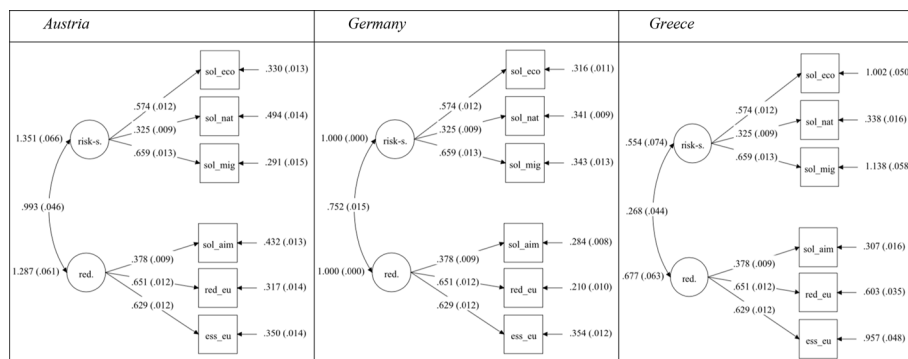 Austria
sol_eco
.330 (.013)
.574 (.012)
sol_nat
.494 (.014)
1.351 (.066)
risk-s.
.325 (.009)
.659 (.013)
sol_mig
.291 (.015)
.993 (.046)
sol_aim
.432 (.013)
.378 (.009)
1.287 (.061)
red.
.651 (.012)
red_eu
.317 (.014)
.629 (.012)
ess_eu
.350 (.014)
Germany
sol_eco
.316 (.011)
.574 (.012)
sol_nat
.341 (.009)
1.000 (.000)
risk-s.
.325 (.009)
.659 (.013)
sol_mig
.343 (.013)
.752 (.015)
sol_aim
.284 (.008)
.378 (.009)
1.000 (.000)
red.
.651 (.012)
red_eu
.210 (.010)
.629 (.012)
ess_eu
.354 (.012)
Greece
sol_eco
1.002 (.050)
.574 (.012)
sol_nat
.338 (.016)
.554 (.074)
risk-s.
.325 (.009)
.659 (.013)
sol_mig
1.138 (.058)
.268 (.044)
sol_aim
.307 (.016)
.378 (.009)
.677 (.063)
red.
.651 (.012)
red_eu
.603 (.035)
.629 (.012)
ess_eu
.957 (.048)